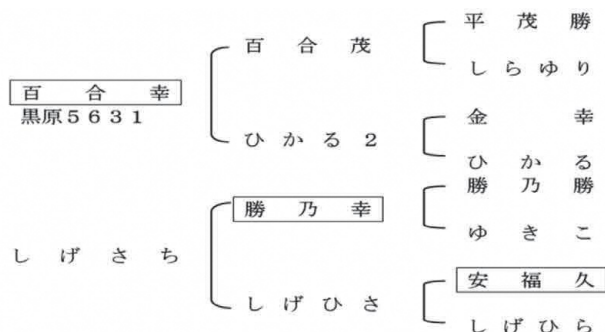 平茂勝
百合茂
しらゆり
百合幸
黒原5631
金幸
ひかる2
ひかる
勝乃勝
勝乃幸
ゆきこ
しげさち
安福久
しげひさ
しげひら